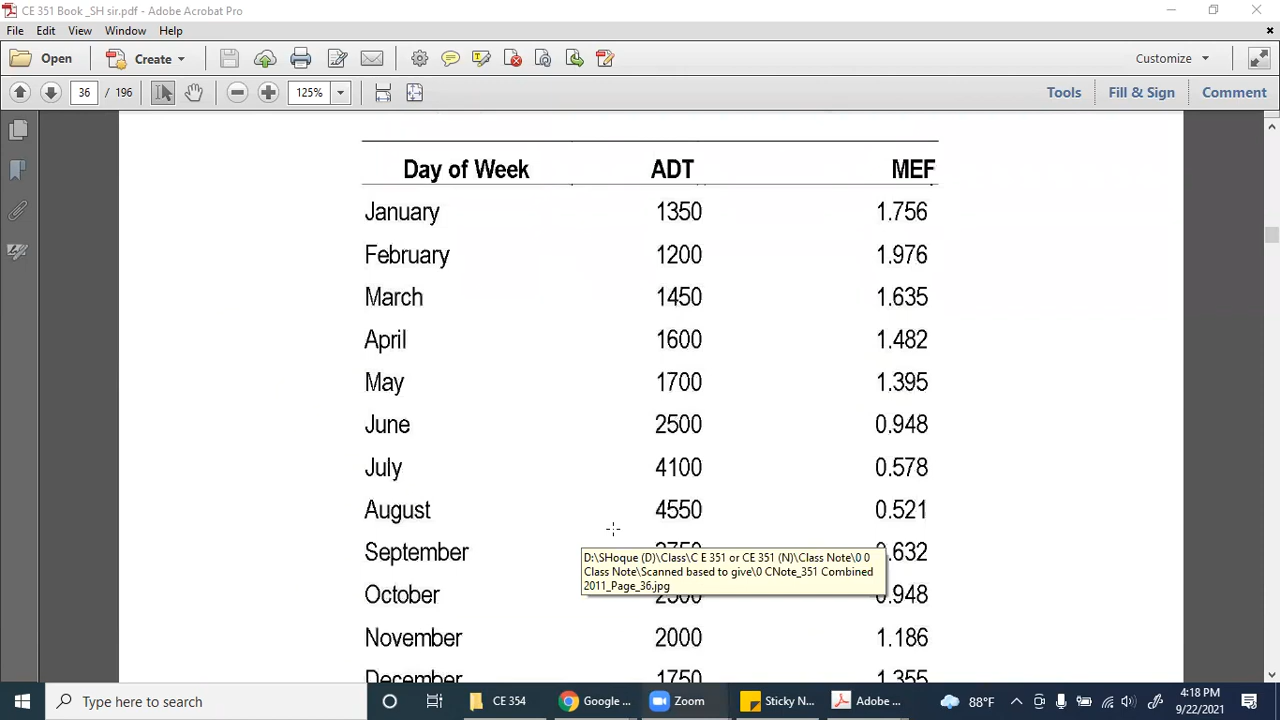 CE 351 Book _SH sir.pdf - Adobe Acrobat Pro
File Edit View Window Help
Open Create Customize
36 / 196 125% Tools Fill & Sign Comment
Day of Week ADT MEF
January 1350 1.756
February 1200 1.976
March 1450 1.635
April 1600 1.482
May 1700 1.395
June 2500 0.948
July 4100 0.578
August 4550 0.521
September
D:\SHoque (D)\Class\C E 351 or CE 351 (N)\Class Note\0 0
Class Note\Scanned based to give\0 CNote_351 Combined
2011_Page_36.jpg
October 2500 0.948
November 2000 1.186
December 1750 1.355
Type here to search CE 354 Google ... Zoom Sticky N... Adobe ... 88°F 4:18 PM
9/22/2021